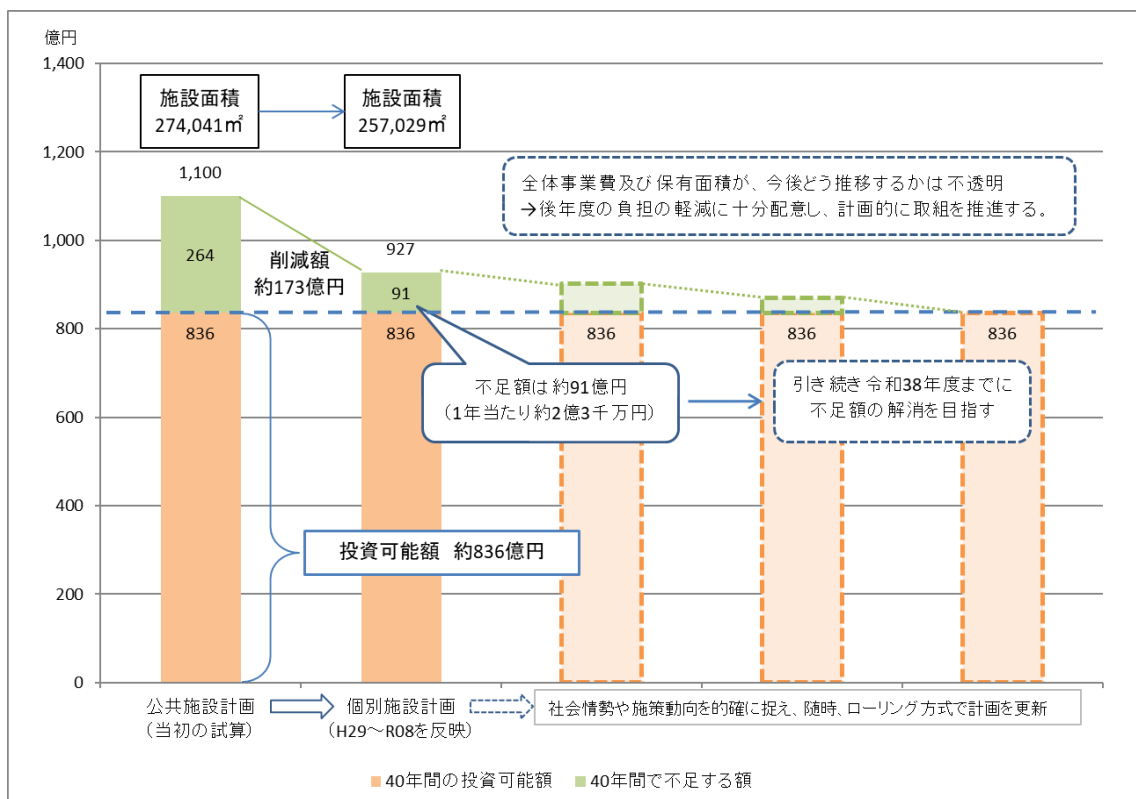 億円
1,400
1,200
1,000
800
600
400
200
0
施設面積
274,041㎡
施設面積
257,029㎡
全体事業費及び保有面積が、今後どう推移するかは不透明
→後年度の負担の軽減に十分配意し、計画的に取組を推進する。
1,100
264
削減額
約173億円
927
91
836
836
836
836
836
不足額は約91億円
（1年当たり約2億3千万円）
引き続き令和38年度までに
不足額の解消を目指す
投資可能額 約836億円
公共施設計画
（当初の試算）
個別施設計画
（H29～R08を反映）
社会情勢や施策動向を的確に捉え、随時、ローリング方式で計画を更新
40年間の投資可能額
40年間で不足する額